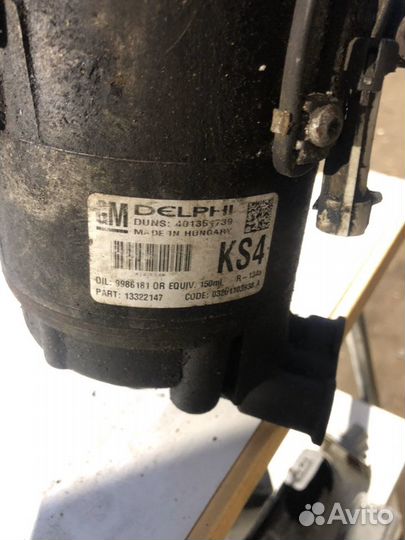 GM DELPHI
DUNS: 401351739
MADE IN HUNGARY
KS4
R-134a
OIL: 9986181 OR EQUIV. 150mL
PART: 13322147 CODE:
Avito